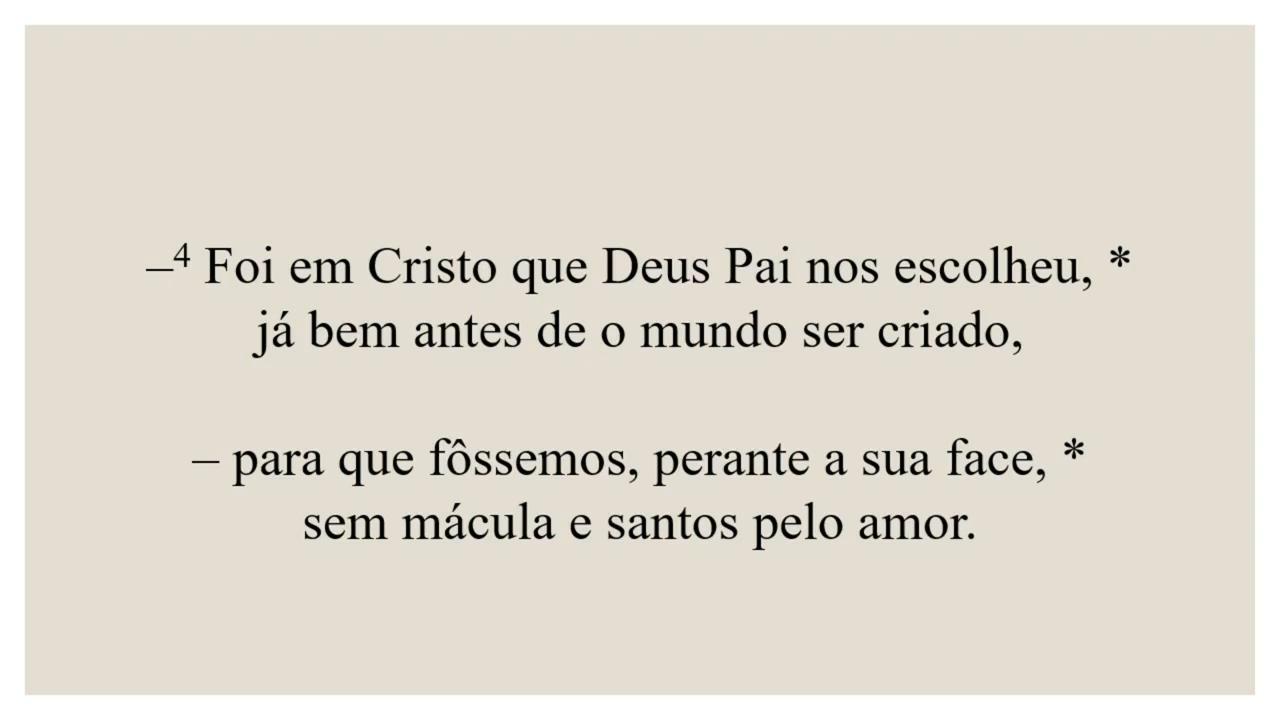 –⁴ Foi em Cristo que Deus Pai nos escolheu, *
já bem antes de o mundo ser criado,
– para que fôssemos, perante a sua face, *
sem mácula e santos pelo amor.